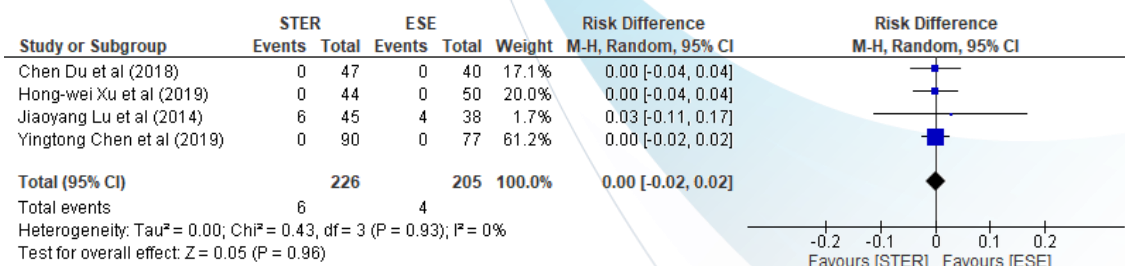 STER ESE Risk Difference Risk Difference
Study or Subgroup Events Total Events Total Weight M-H, Random, 95% CI M-H, Random, 95% CI
Chen Du et al (2018) 0 47 0 40 17.1% 0.00 [-0.04, 0.04]
Hong-wei Xu et al (2019) 0 44 0 50 20.0% 0.00 [-0.04, 0.04]
Jiaoyang Lu et al (2014) 6 45 4 38 1.7% 0.03 [-0.11, 0.17]
Yingtong Chen et al (2019) 0 90 0 77 61.2% 0.00 [-0.02, 0.02]
Total (95% CI) 226 205 100.0% 0.00 [-0.02, 0.02]
Total events 6 4
Heterogeneity: Tau² = 0.00; Chi² = 0.43, df = 3 (P = 0.93); I² = 0%
Test for overall effect: Z = 0.05 (P = 0.96)
-0.2 -0.1 0 0.1 0.2
Favours [STER] Favours [ESE]